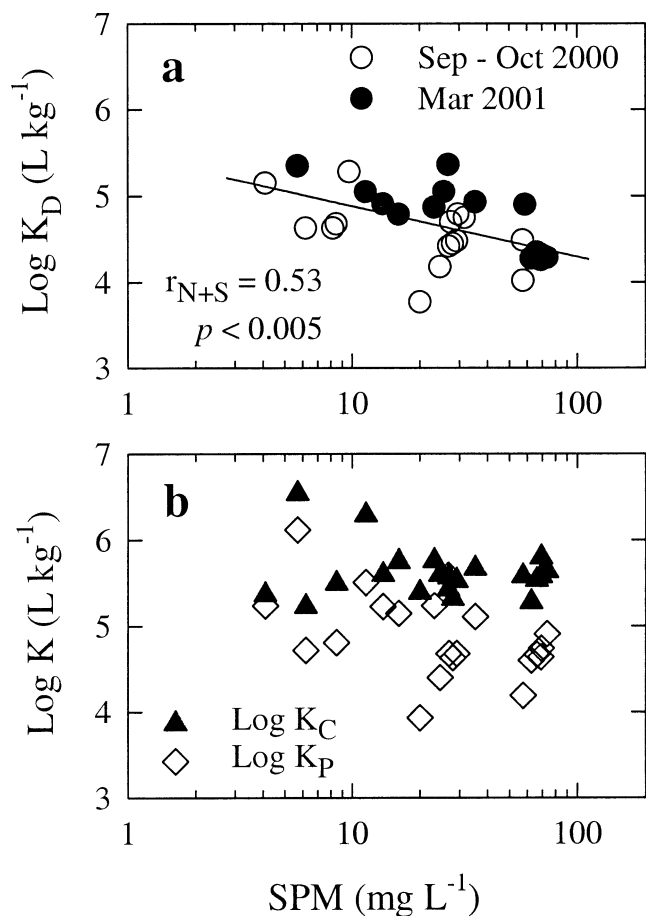 7
6
5
4
3
Log K_D (L kg⁻¹)
a
Sep - Oct 2000
Mar 2001
r_N+S = 0.53
p < 0.005
1
10
100
7
6
5
4
3
Log K (L kg⁻¹)
b
Log K_C
Log K_P
1
10
100
SPM (mg L⁻¹)